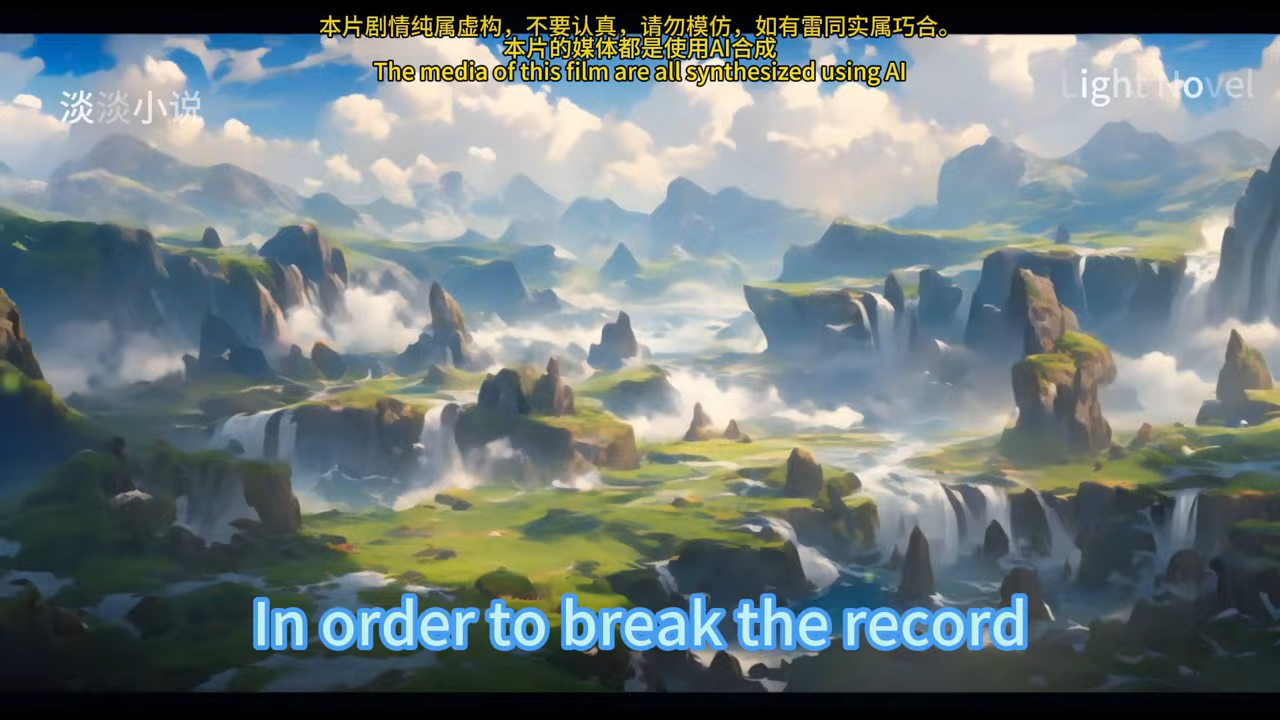 本片剧情纯属虚构，不要认真，请勿模仿，如有雷同实属巧合。
本片的媒体都是使用AI合成
The media of this film are all synthesized using AI
淡淡小说
Light Novel
In order to break the record